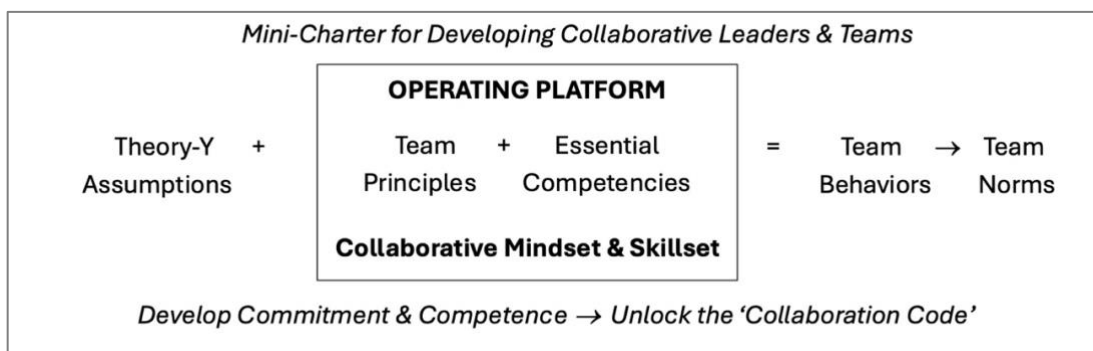 Mini-Charter for Developing Collaborative Leaders & Teams
OPERATING PLATFORM
Theory-Y + Team + Essential = Team → Team
Assumptions Principles Competencies Behaviors Norms
Collaborative Mindset & Skillset
Develop Commitment & Competence → Unlock the ‘Collaboration Code’